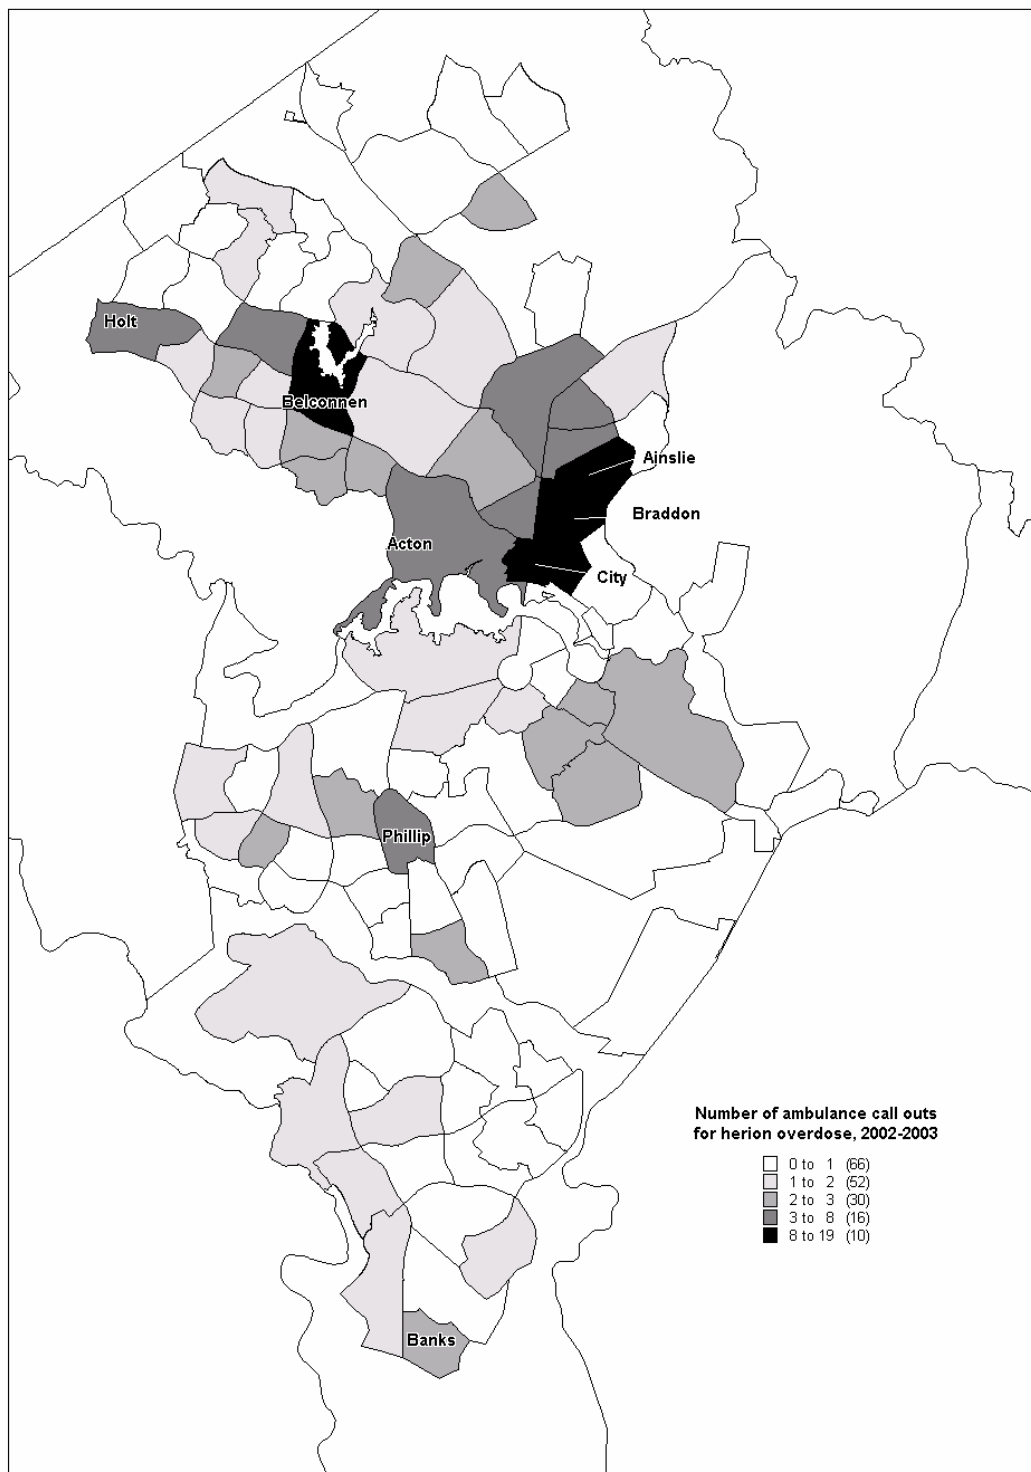 Holt
Belconnen
Ainslie
Braddon
Acton
City
Phillip
Number of ambulance call outs
for herion overdose, 2002-2003
0 to 1 (66)
1 to 2 (52)
2 to 3 (30)
3 to 8 (16)
8 to 19 (10)
Banks